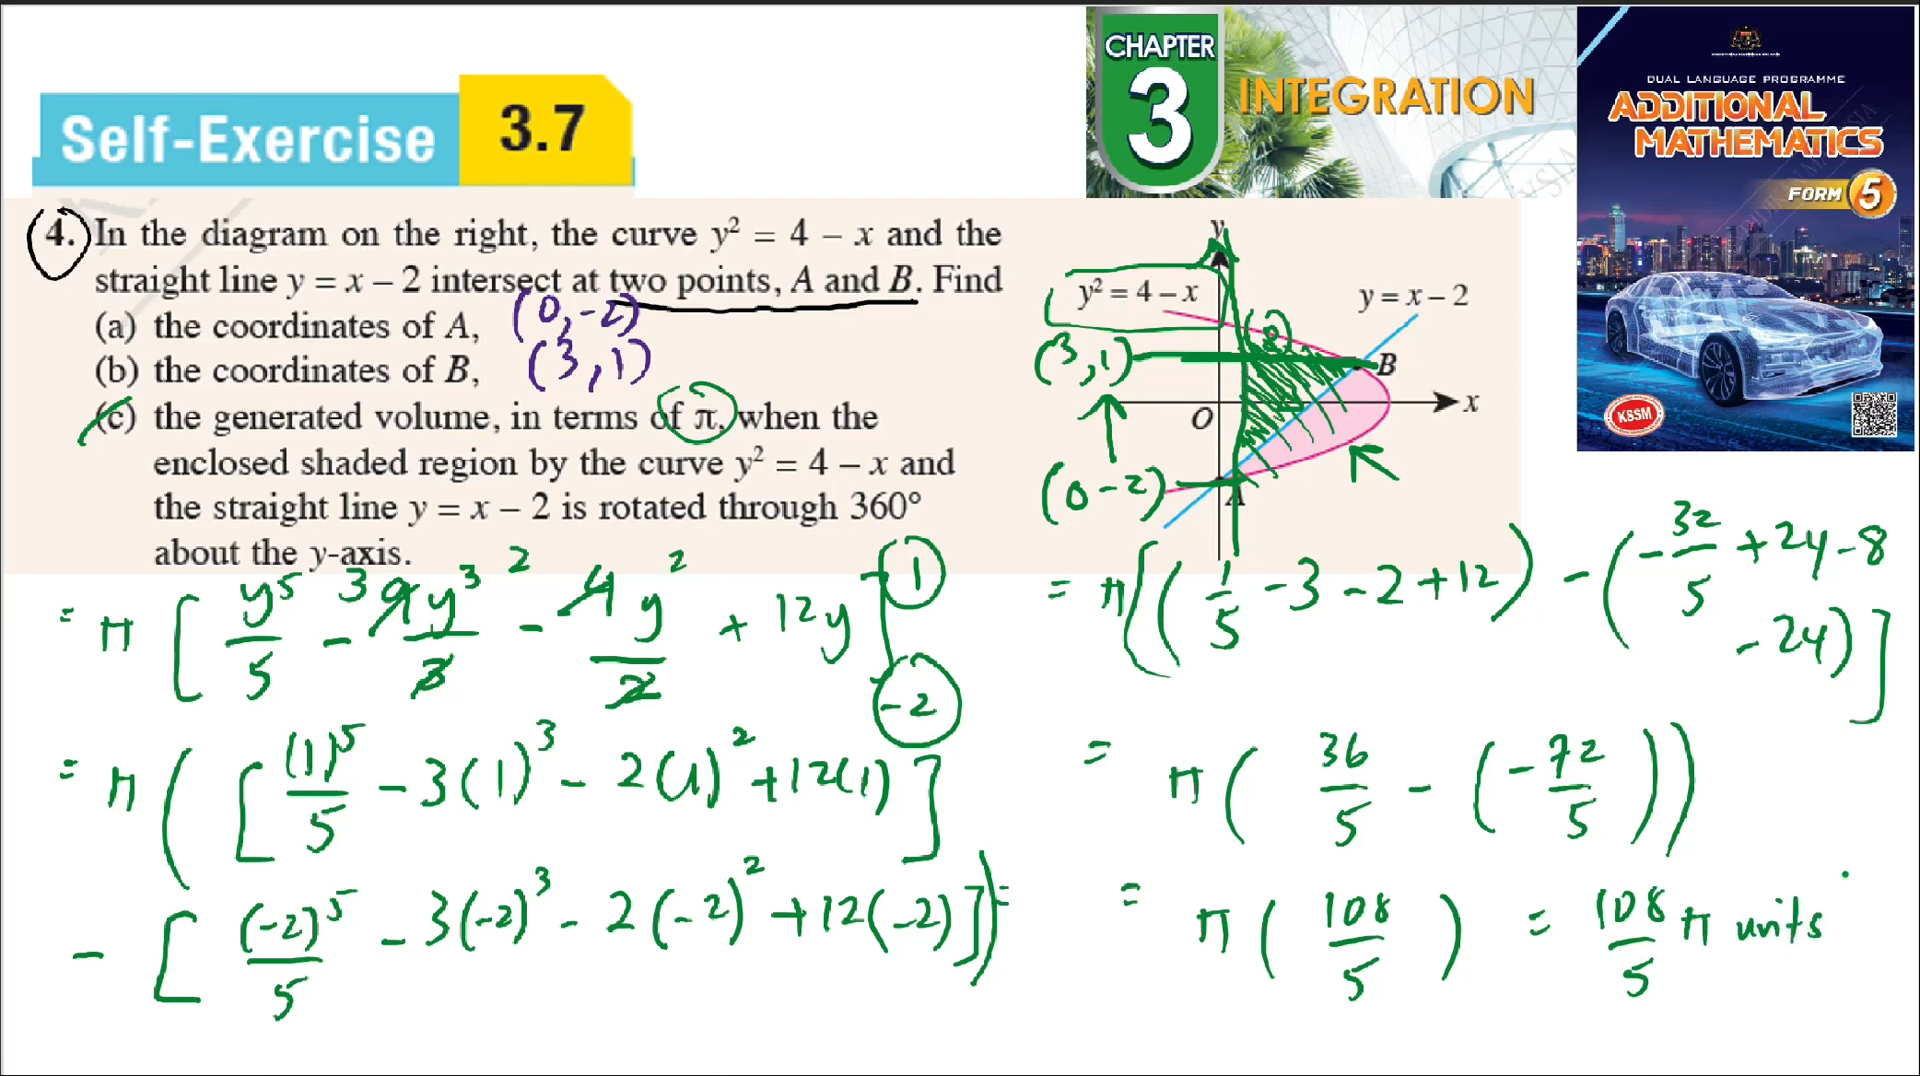 Self-Exercise 3.7
CHAPTER
3
INTEGRATION
DUAL LANGUAGE PROGRAMME
ADDITIONAL
MATHEMATICS
FORM 5
KSSM
4. In the diagram on the right, the curve y² = 4 – x and the
straight line y = x – 2 intersect at two points, A and B. Find
(a) the coordinates of A, (0, -2)
(b) the coordinates of B, (3, 1)
(c) the generated volume, in terms of π, when the
enclosed shaded region by the curve y² = 4 – x and
the straight line y = x – 2 is rotated through 360°
about the y-axis.
y
y² = 4 – x
y = x – 2
(3, 1)
B
O
x
(0 - 2)
A
= π [ y⁵/5 - 3 9y³/3 - 2 4y²/2 + 12y ] 1 -2
= π ( [ (1)⁵/5 - 3(1)³ - 2(1)² + 12(1) ]
- [ (-2)⁵/5 - 3(-2)³ - 2(-2)² + 12(-2) ] ) =
= π [ ( 1/5 - 3 - 2 + 12 ) - ( -32/5 + 24 - 8
- 24 ) ]
= π ( 36/5 - ( -72/5 ) )
= π ( 108/5 ) = 108/5 π units